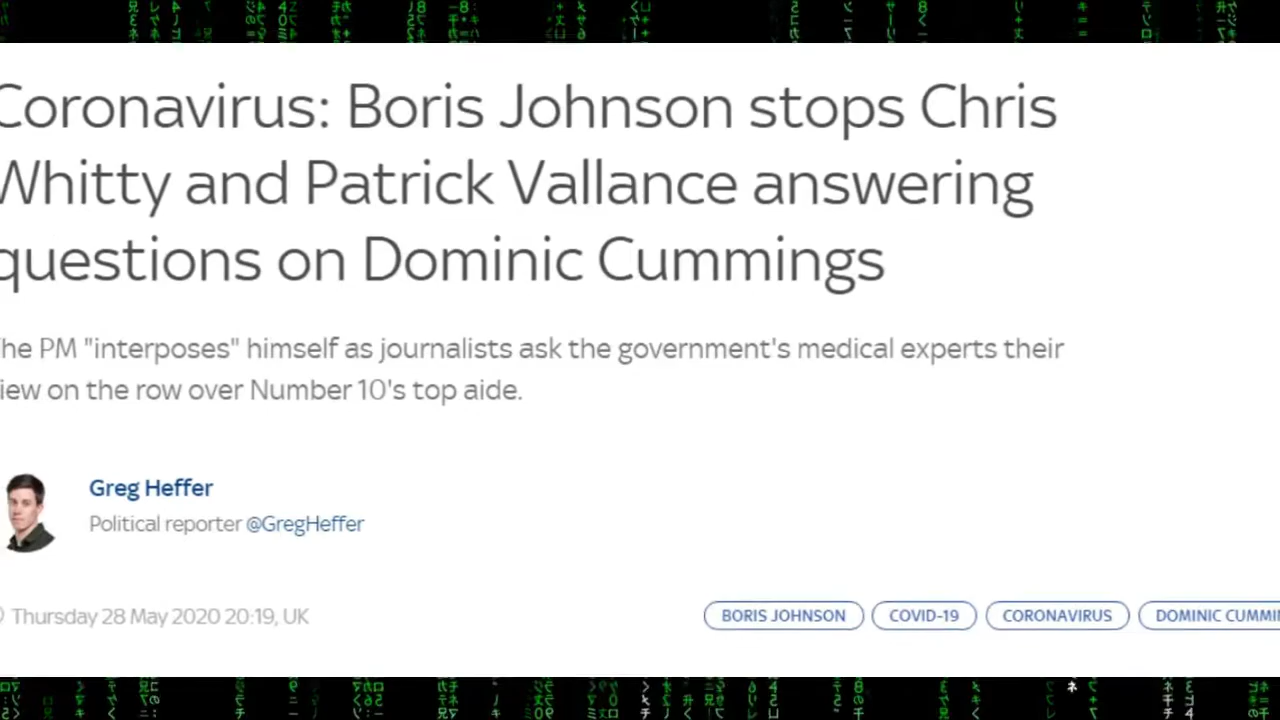 Coronavirus: Boris Johnson stops Chris
Whitty and Patrick Vallance answering
questions on Dominic Cummings
he PM "interposes" himself as journalists ask the government's medical experts their
iew on the row over Number 10's top aide.
Greg Heffer
Political reporter @GregHeffer
Thursday 28 May 2020 20:19, UK
BORIS JOHNSON COVID-19 CORONAVIRUS DOMINIC CUMMIN